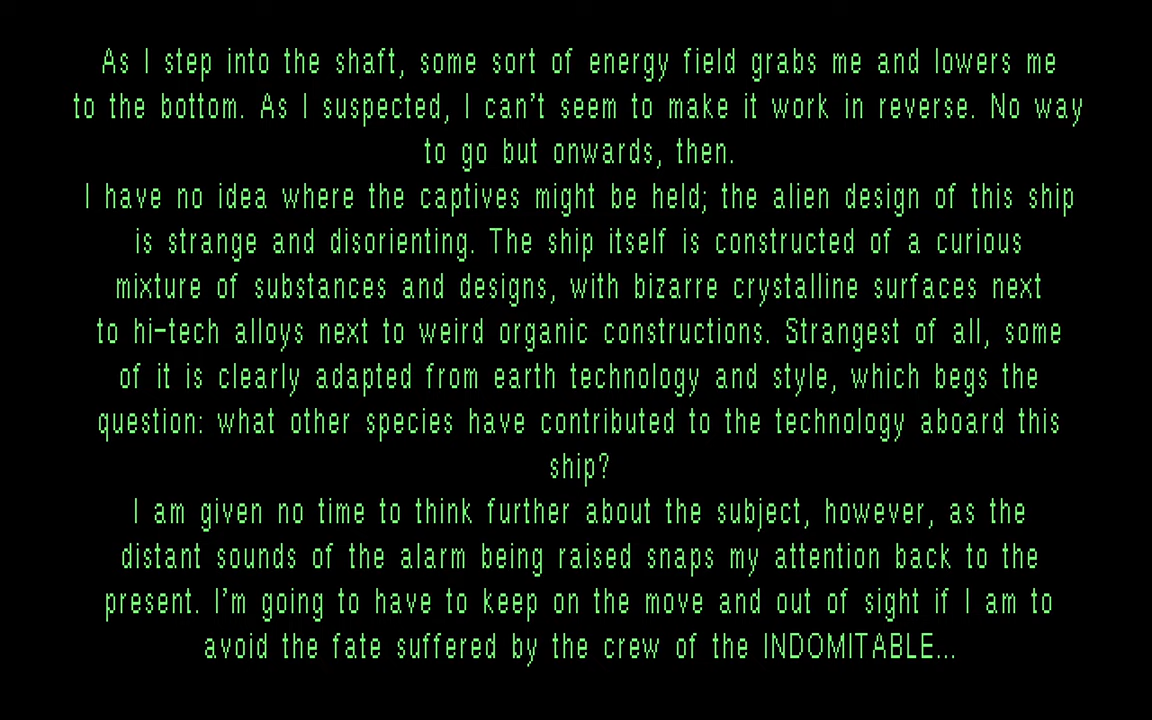 As I step into the shaft, some sort of energy field grabs me and lowers me
to the bottom. As I suspected, I can't seem to make it work in reverse. No way
to go but onwards, then.
I have no idea where the captives might be held; the alien design of this ship
is strange and disorienting. The ship itself is constructed of a curious
mixture of substances and designs, with bizarre crystalline surfaces next
to hi-tech alloys next to weird organic constructions. Strangest of all, some
of it is clearly adapted from earth technology and style, which begs the
question: what other species have contributed to the technology aboard this
ship?
I am given no time to think further about the subject, however, as the
distant sounds of the alarm being raised snaps my attention back to the
present. I'm going to have to keep on the move and out of sight if I am to
avoid the fate suffered by the crew of the INDOMITABLE...